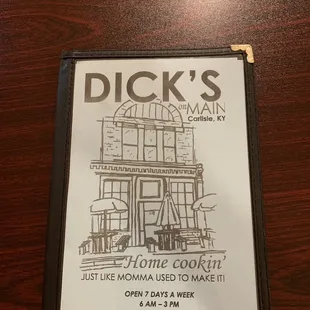 DICK'S
on MAIN
Carlisle, KY
Home cookin'
JUST LIKE MOMMA USED TO MAKE IT!
OPEN 7 DAYS A WEEK
6 AM – 3 PM